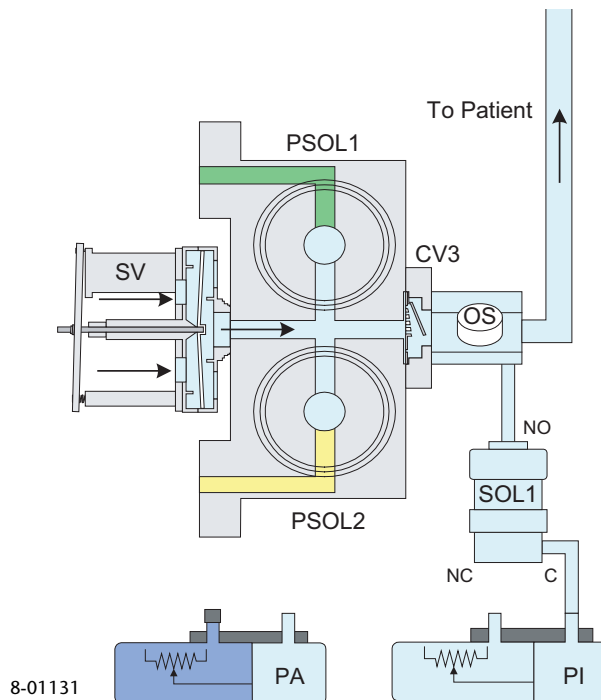 To Patient
PSOL1
CV3
SV
OS
NO
SOL1
PSOL2
NC
C
PA
PI
8-01131